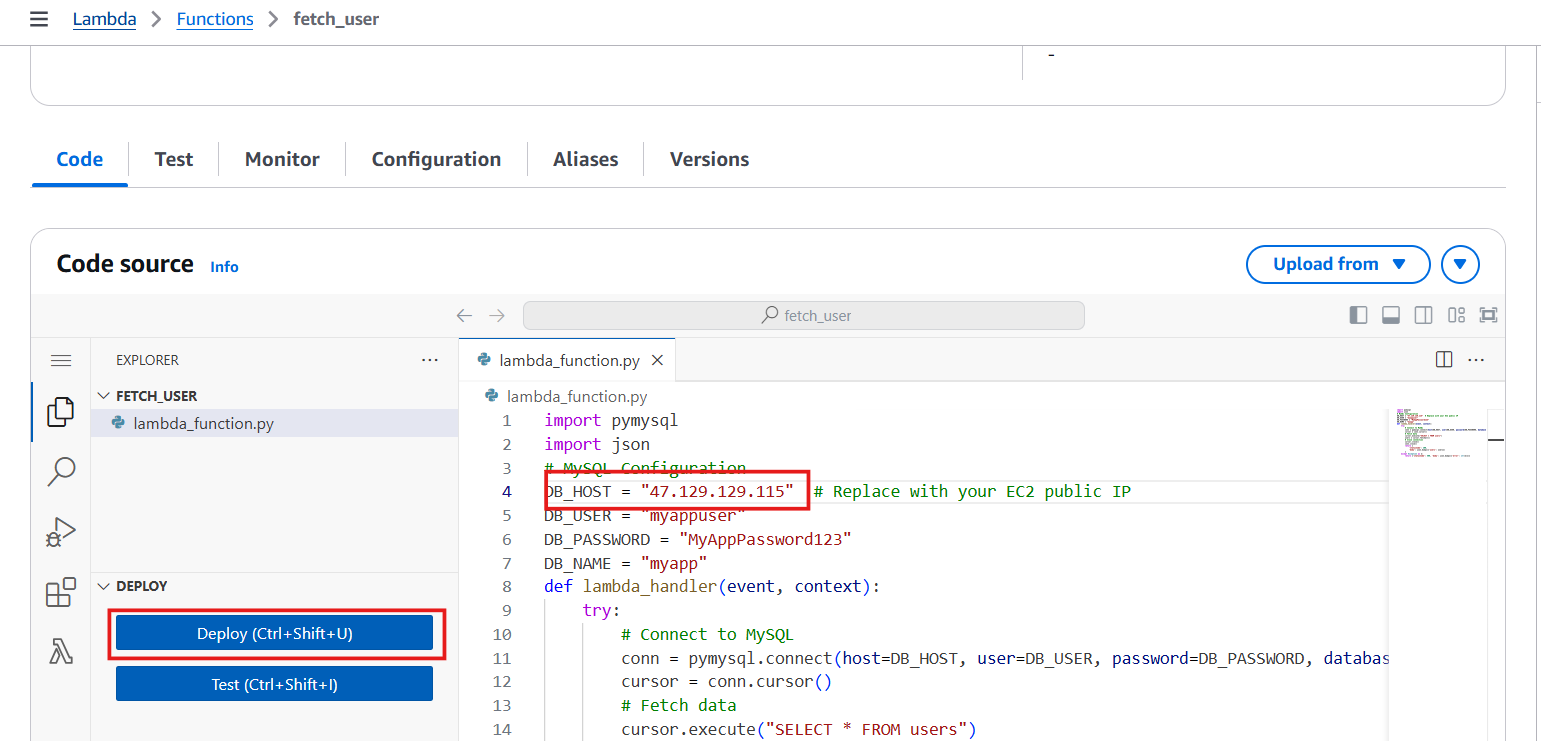 Lambda > Functions > fetch_user
-
Code Test Monitor Configuration Aliases Versions
Code source Info
Upload from
fetch_user
EXPLORER ...
FETCH_USER
lambda_function.py
DEPLOY
Deploy (Ctrl+Shift+U)
Test (Ctrl+Shift+I)
lambda_function.py ...
lambda_function.py
1 import pymysql
2 import json
3 # MySQL Configuration
4 DB_HOST = "47.129.129.115" # Replace with your EC2 public IP
5 DB_USER = "myappuser"
6 DB_PASSWORD = "MyAppPassword123"
7 DB_NAME = "myapp"
8 def lambda_handler(event, context):
9 try:
10 # Connect to MySQL
11 conn = pymysql.connect(host=DB_HOST, user=DB_USER, password=DB_PASSWORD, databas
12 cursor = conn.cursor()
13 # Fetch data
14 cursor.execute("SELECT * FROM users")